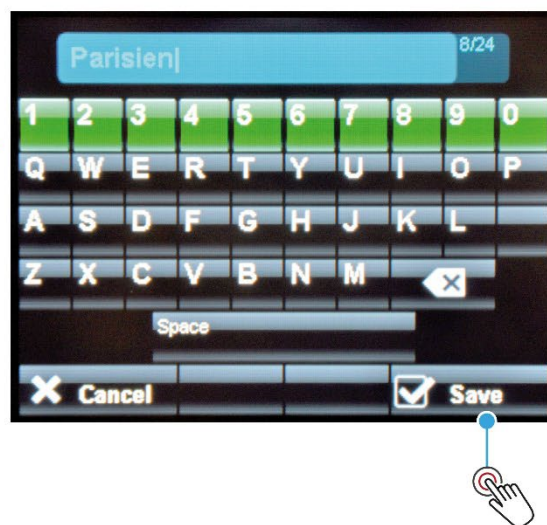 Parisien
8/24
1 2 3 4 5 6 7 8 9 0
Q W E R T Y U I O P
A S D F G H J K L
Z X C V B N M
Space
Cancel Save